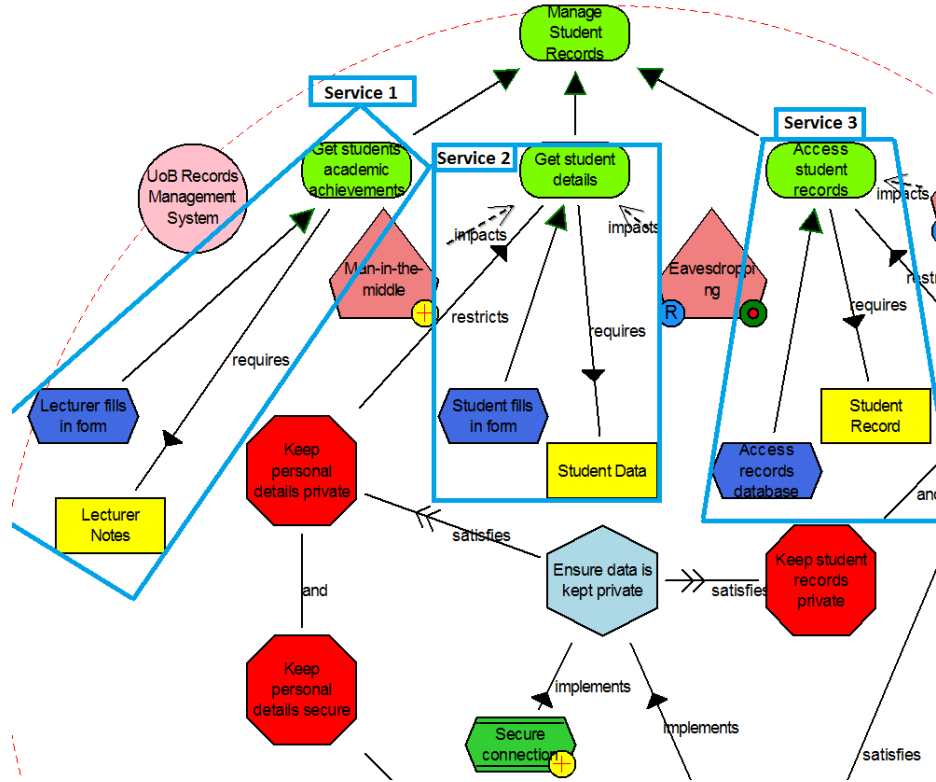 Manage
Student
Records
Service 1
Service 3
Service 2
UoB Records
Management
System
Get students
academic
achievements
Get student
details
Access
student
records
impacts
impacts
impacts
Man-in-the-
middle
Eavesdroppi
ng
R
restricts
requires
requires
requires
restri
Lecturer fills
in form
Student fills
in form
Student
Record
Keep
personal
details private
Access
records
database
Student Data
Lecturer
Notes
and
satisfies
Ensure data is
kept private
satisfies
Keep student
records
private
and
Keep
personal
details secure
implements
implements
Secure
connection
satisfies